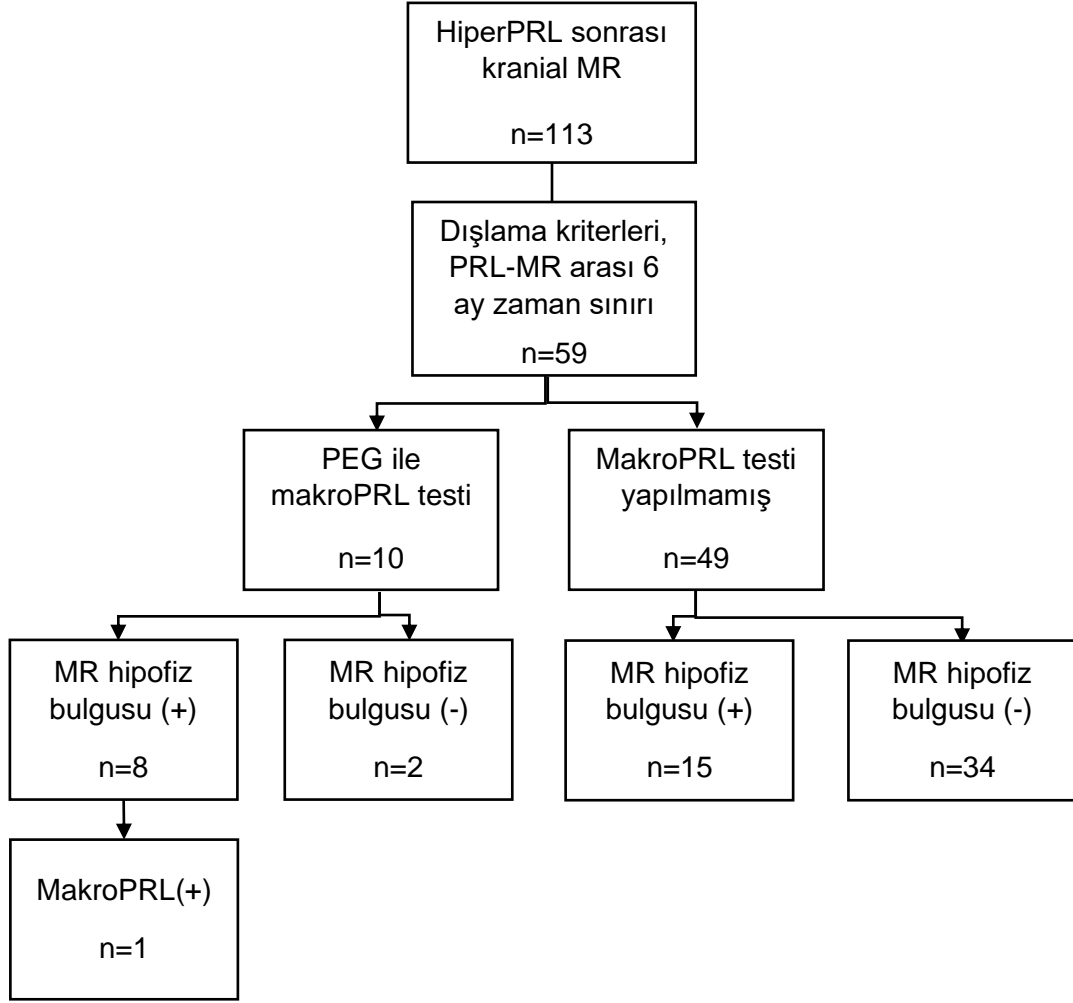 HiperPRL sonrası
kranial MR
n=113
Dışlama kriterleri,
PRL-MR arası 6
ay zaman sınırı
n=59
PEG ile
makroPRL testi
n=10
MakroPRL testi
yapılmamış
n=49
MR hipofiz
bulgusu (+)
n=8
MR hipofiz
bulgusu (-)
n=2
MR hipofiz
bulgusu (+)
n=15
MR hipofiz
bulgusu (-)
n=34
MakroPRL(+)
n=1